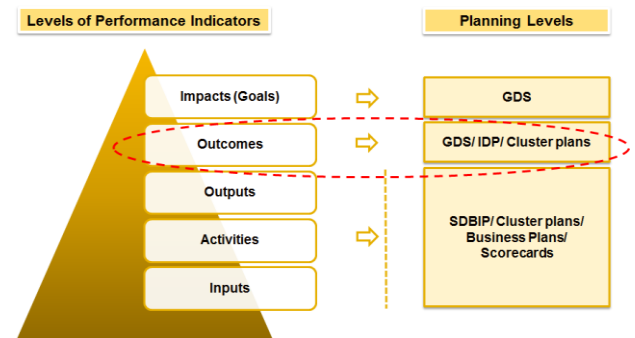 Levels of Performance Indicators
Planning Levels
Impacts (Goals)
GDS
Outcomes
GDS/ IDP/ Cluster plans
Outputs
Activities
Inputs
SDBIP/ Cluster plans/
Business Plans/
Scorecards